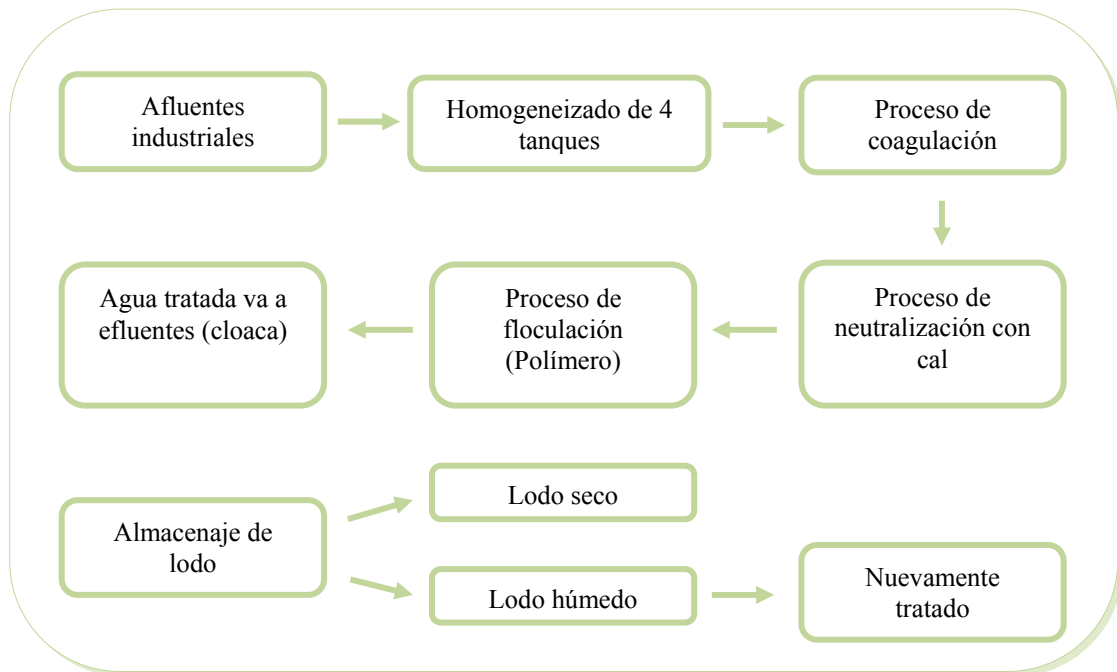 Afluentes
industriales
Homogeneizado de 4
tanques
Proceso de
coagulación
Proceso de
neutralización con
cal
Proceso de
floculación
(Polímero)
Agua tratada va a
efluentes (cloaca)
Almacenaje de
lodo
Lodo seco
Lodo húmedo
Nuevamente
tratado